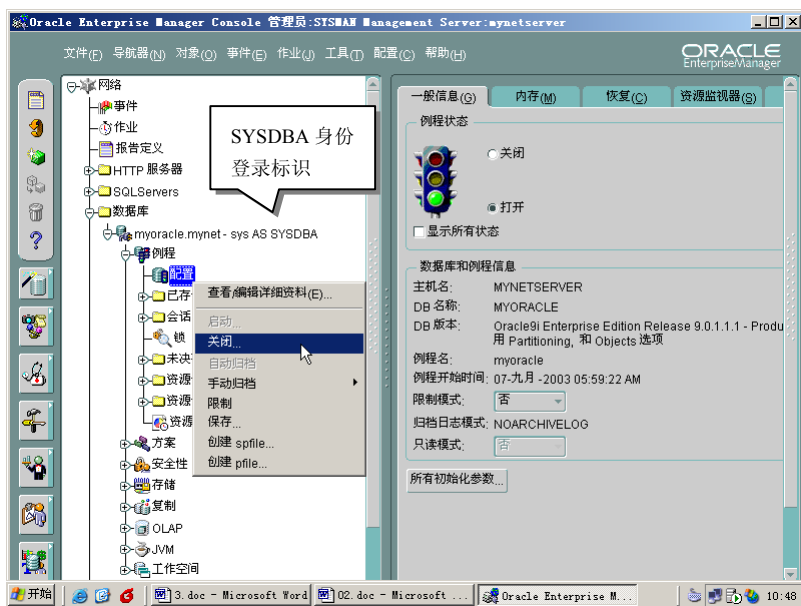 Oracle Enterprise Manager Console 管理员:SYSMAN Management Server:mynetserver
文件(F) 导航器(N) 对象(O) 事件(E) 作业(J) 工具(T) 配置(C) 帮助(H)
ORACLE
EnterpriseManager
网络
事件
作业
报告定义
HTTP 服务器
SQLServers
数据库
myoracle.mynet - sys AS SYSDBA
例程
配置
已存
会话
锁
未决
资源
资源
资源
方案
安全性
存储
复制
OLAP
JVM
工作空间
SYSDBA 身份
登录标识
查看/编辑详细资料(E)...
启动...
关闭...
自动归档
手动归档
限制
保存...
创建 spfile...
创建 pfile...
一般信息(G) 内存(M) 恢复(C) 资源监视器(S)
例程状态
关闭
打开
显示所有状态
数据库和例程信息
主机名: MYNETSERVER
DB 名称: MYORACLE
DB 版本: Oracle9i Enterprise Edition Release 9.0.1.1.1 - Produ
用 Partitioning, 和 Objects 选项
例程名: myoracle
例程开始时间: 07-九月 -2003 05:59:22 AM
限制模式: 否
归档日志模式: NOARCHIVELOG
只读模式: 否
所有初始化参数...
开始 3.doc - Microsoft Word 02.doc - Microsoft ... Oracle Enterprise M... 10:48